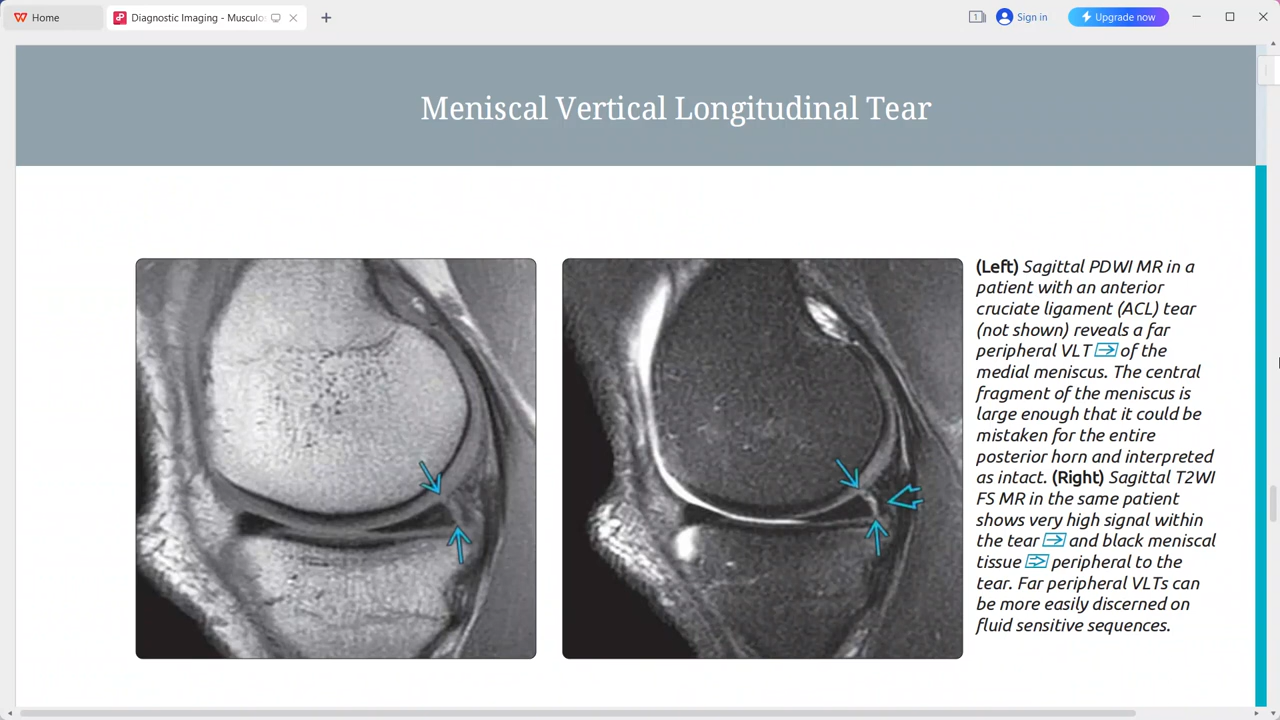 Home
Diagnostic Imaging - Musculos
1
Sign in
Upgrade now
Meniscal Vertical Longitudinal Tear
(Left) Sagittal PDWI MR in a
patient with an anterior
cruciate ligament (ACL) tear
(not shown) reveals a far
peripheral VLT of the
medial meniscus. The central
fragment of the meniscus is
large enough that it could be
mistaken for the entire
posterior horn and interpreted
as intact. (Right) Sagittal T2WI
FS MR in the same patient
shows very high signal within
the tear and black meniscal
tissue peripheral to the
tear. Far peripheral VLTs can
be more easily discerned on
fluid sensitive sequences.